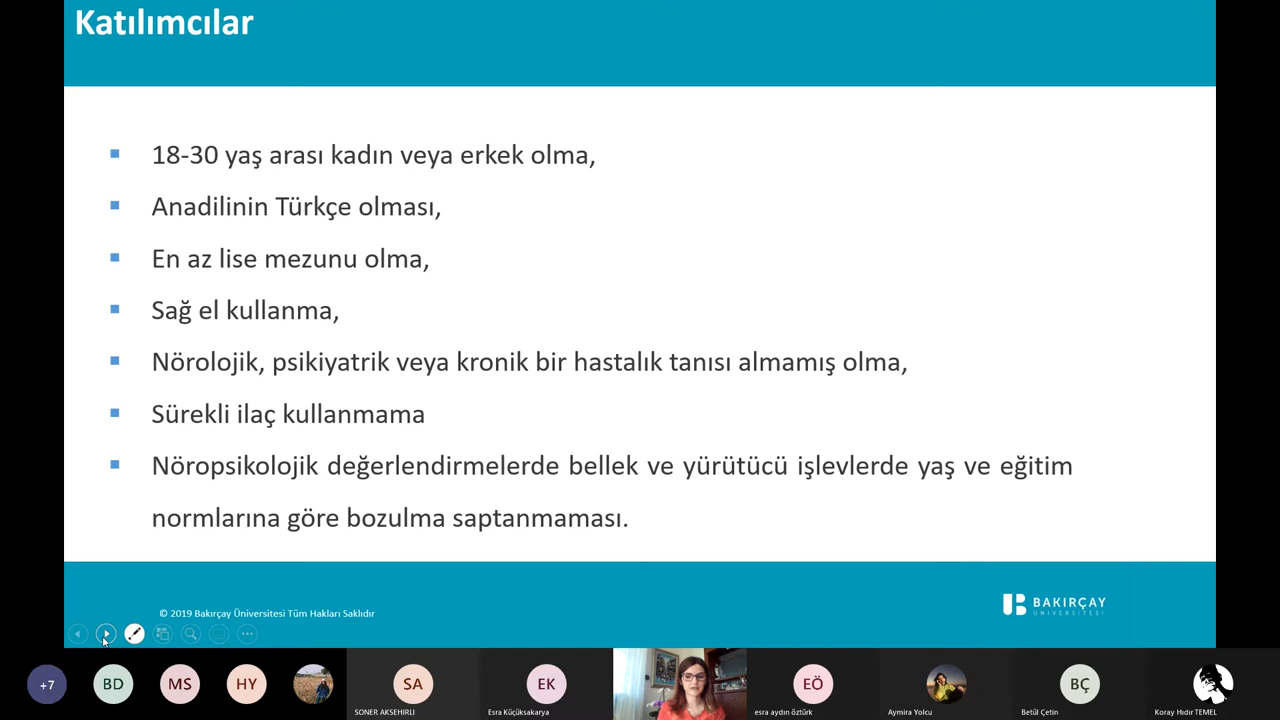 Katılımcılar
18-30 yaş arası kadın veya erkek olma,
Anadilinin Türkçe olması,
En az lise mezunu olma,
Sağ el kullanma,
Nörolojik, psikiyatrik veya kronik bir hastalık tanısı almamış olma,
Sürekli ilaç kullanmama
Nöropsikolojik değerlendirmelerde bellek ve yürütücü işlevlerde yaş ve eğitim
normlarına göre bozulma saptanmaması.
© 2019 Bakırçay Üniversitesi Tüm Hakları Saklıdır
BAKIRÇAY
ÜNİVERSİTESİ
+7
BD
MS
HY
SA
EK
EÖ
BÇ
SONER AKSEHIRLI
Esra Küçüksakarya
esra aydın öztürk
Aymira Yolcu
Betül Çetin
Koray Hıdır TEMEL